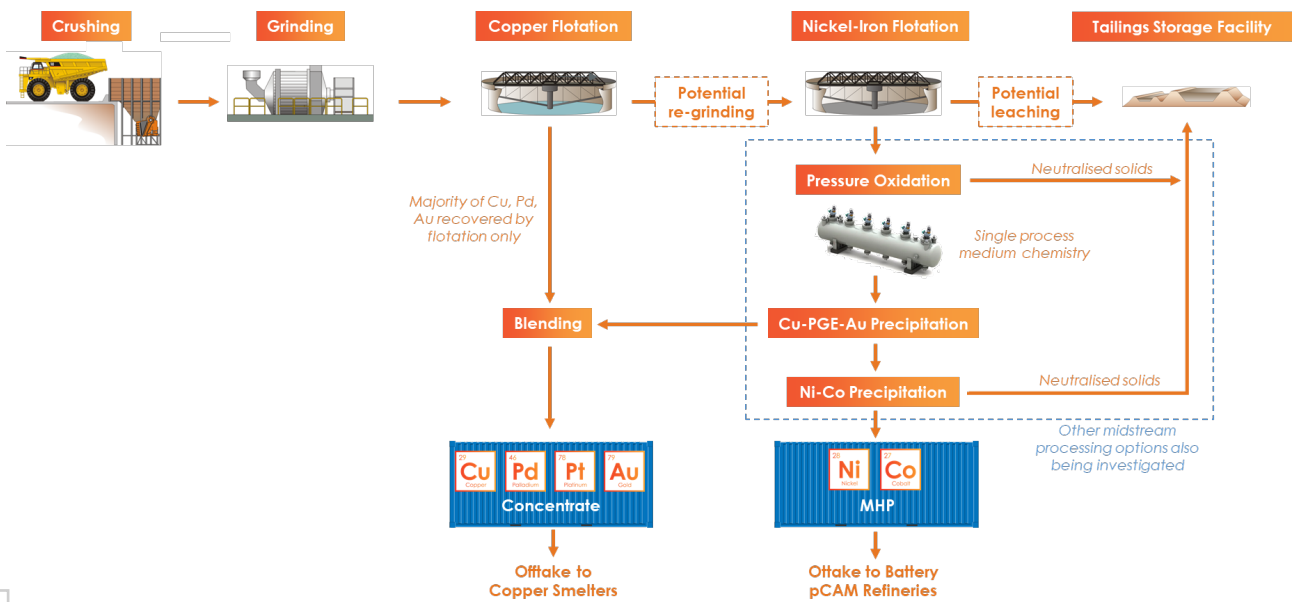 Crushing
Grinding
Copper Flotation
Nickel-Iron Flotation
Tailings Storage Facility
Potential
re-grinding
Potential
leaching
Pressure Oxidation
Neutralised solids
Majority of Cu, Pd,
Au recovered by
flotation only
Single process
medium chemistry
Blending
Cu-PGE-Au Precipitation
Ni-Co Precipitation
Neutralised solids
Other midstream
processing options also
being investigated
29
Cu
Copper
46
Pd
Palladium
78
Pt
Platinum
79
Au
Gold
Concentrate
28
Ni
Nickel
27
Co
Cobalt
MHP
Offtake to
Copper Smelters
Ottake to Battery
pCAM Refineries